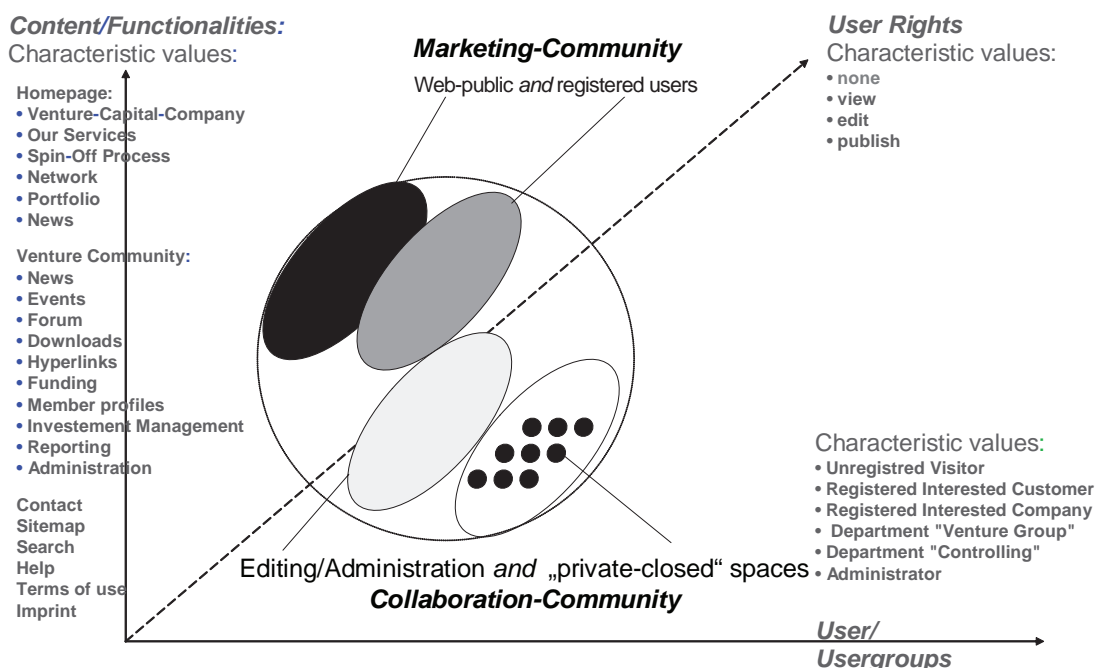 Content/Functionalities:
Characteristic values:
Homepage:
• Venture-Capital-Company
• Our Services
• Spin-Off Process
• Network
• Portfolio
• News
Venture Community:
• News
• Events
• Forum
• Downloads
• Hyperlinks
• Funding
• Member profiles
• Investement Management
• Reporting
• Administration
Contact
Sitemap
Search
Help
Terms of use
Imprint
Marketing-Community
Web-public and registered users
User Rights
Characteristic values:
• none
• view
• edit
• publish
Characteristic values:
• Unregistred Visitor
• Registered Interested Customer
• Registered Interested Company
• Department "Venture Group"
• Department "Controlling"
• Administrator
Editing/Administration and „private-closed“ spaces
Collaboration-Community
User/
Usergroups